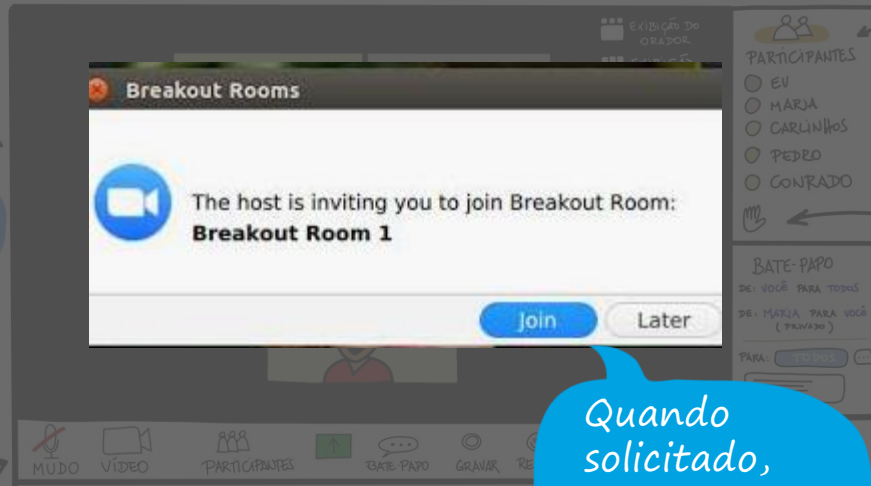 EXIBIÇÃO DO
ORADOR
Breakout Rooms
The host is inviting you to join Breakout Room:
Breakout Room 1
Join
Later
PARTICIPANTES
EU
MARIA
CARLINHOS
PEDRO
CONRADO
BATE-PAPO
DE: VOCÊ PARA TODOS
DE: MARIA PARA VOCÊ
(PRIVADO)
PARA: TODOS
Quando
solicitado,
MUDO VÍDEO PARTICIPANTES BATE PAPO GRAVAR